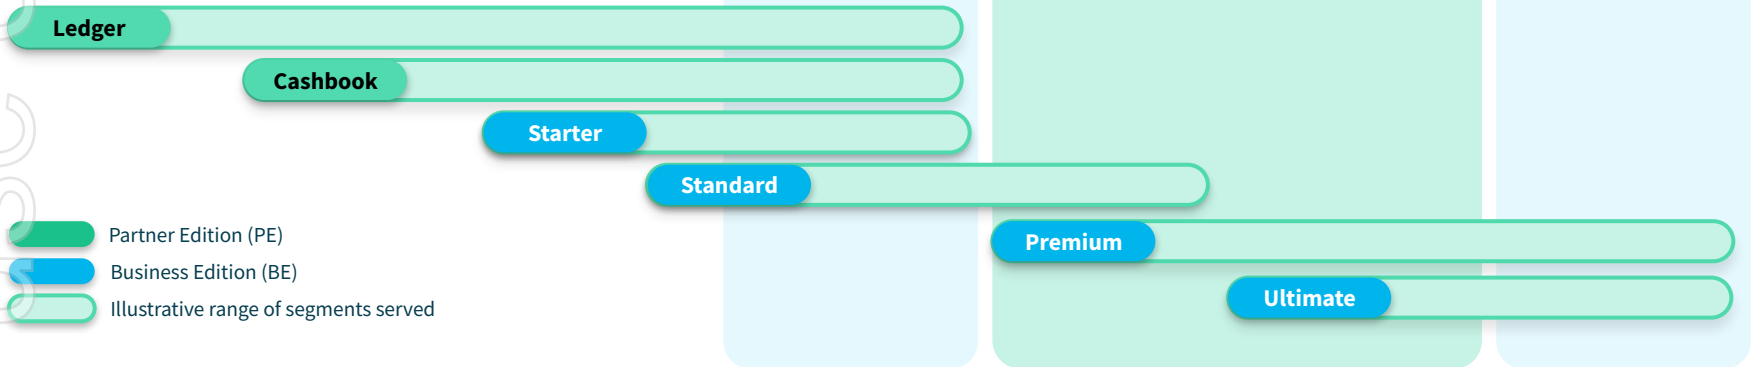 Ledger
Cashbook
Starter
Standard
Partner Edition (PE)
Premium
Business Edition (BE)
Ultimate
Illustrative range of segments served